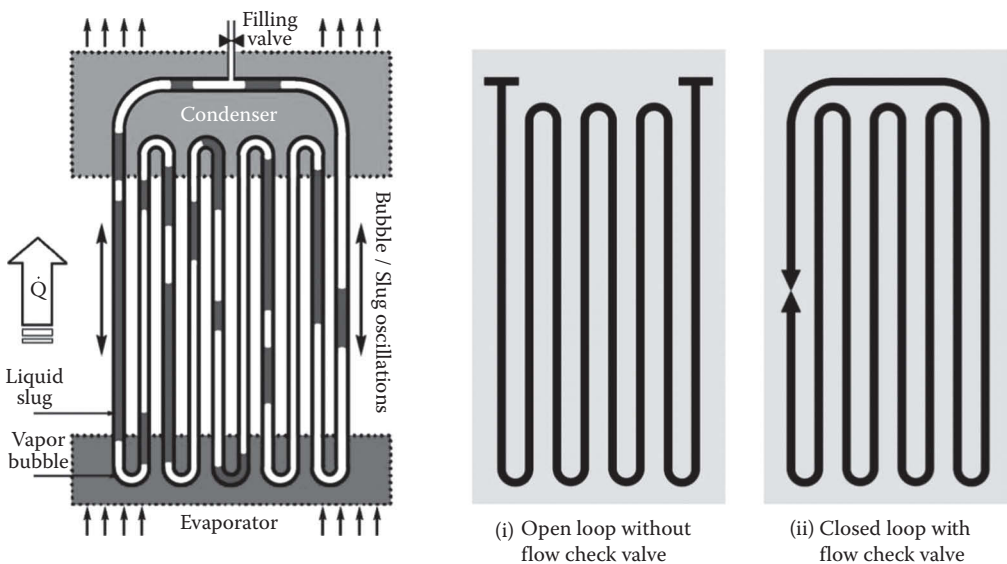 Filling
valve
Condenser
Bubble / Slug oscillations
Q̇
Liquid
slug
Vapor
bubble
Evaporator
(i) Open loop without
flow check valve
(ii) Closed loop with
flow check valve